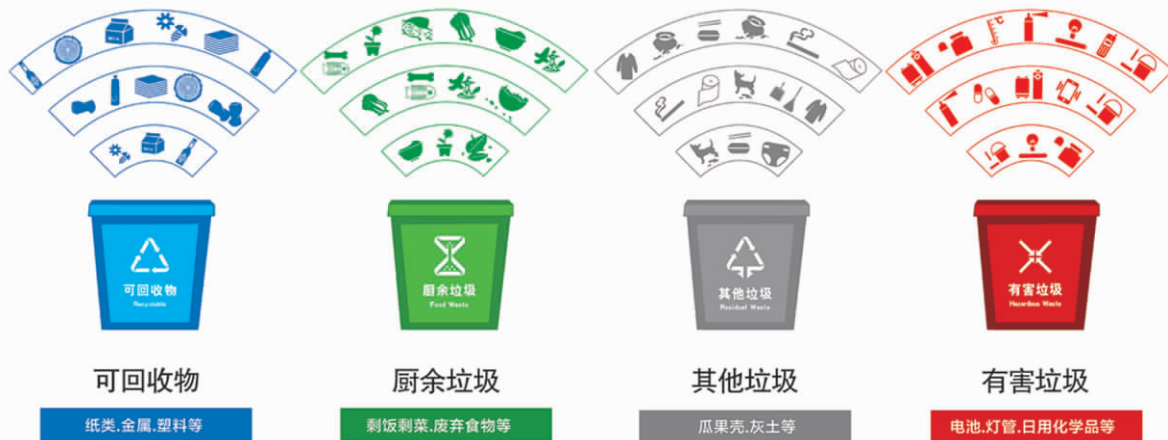 可回收物
Recyclable
厨余垃圾
Food Waste
其他垃圾
Residual Waste
有害垃圾
Hazardous Waste
可回收物
厨余垃圾
其他垃圾
有害垃圾
纸类.金属.塑料等
剩饭剩菜.废弃食物等
瓜果壳.灰土等
电池.灯管.日用化学品等